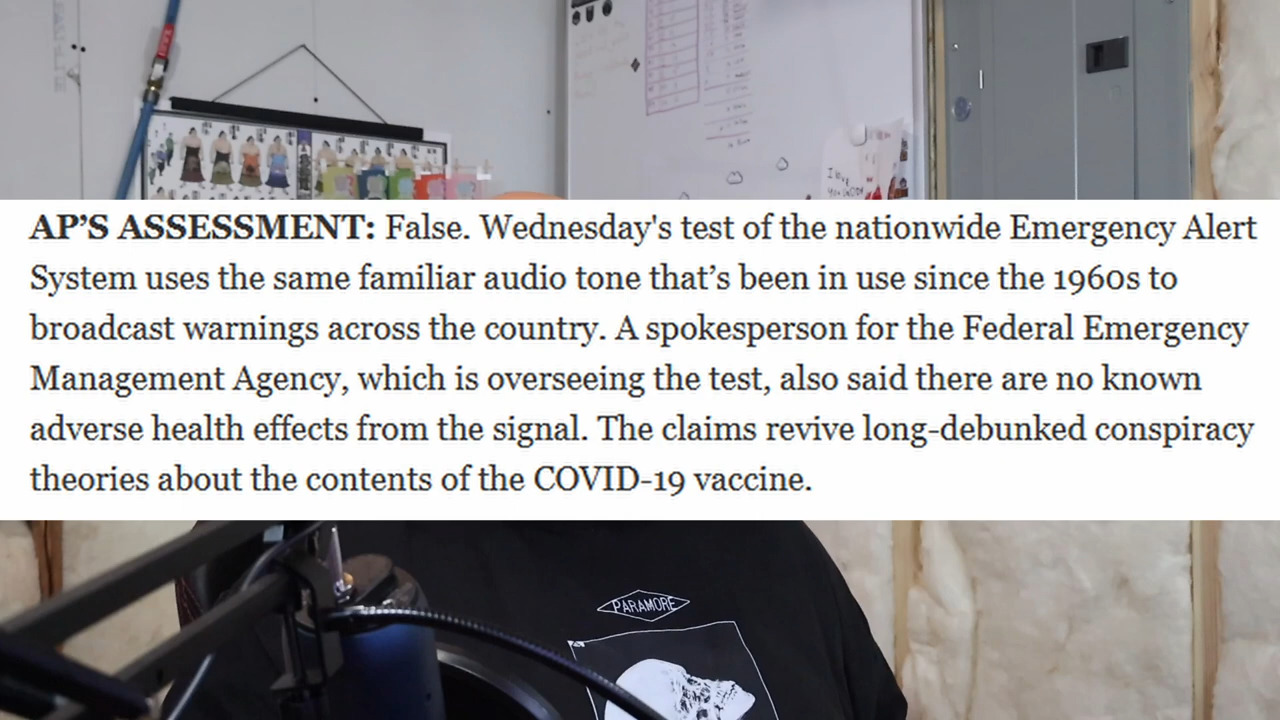 I love
AP’S ASSESSMENT: False. Wednesday's test of the nationwide Emergency Alert
System uses the same familiar audio tone that’s been in use since the 1960s to
broadcast warnings across the country. A spokesperson for the Federal Emergency
Management Agency, which is overseeing the test, also said there are no known
adverse health effects from the signal. The claims revive long-debunked conspiracy
theories about the contents of the COVID-19 vaccine.
PARAMORE